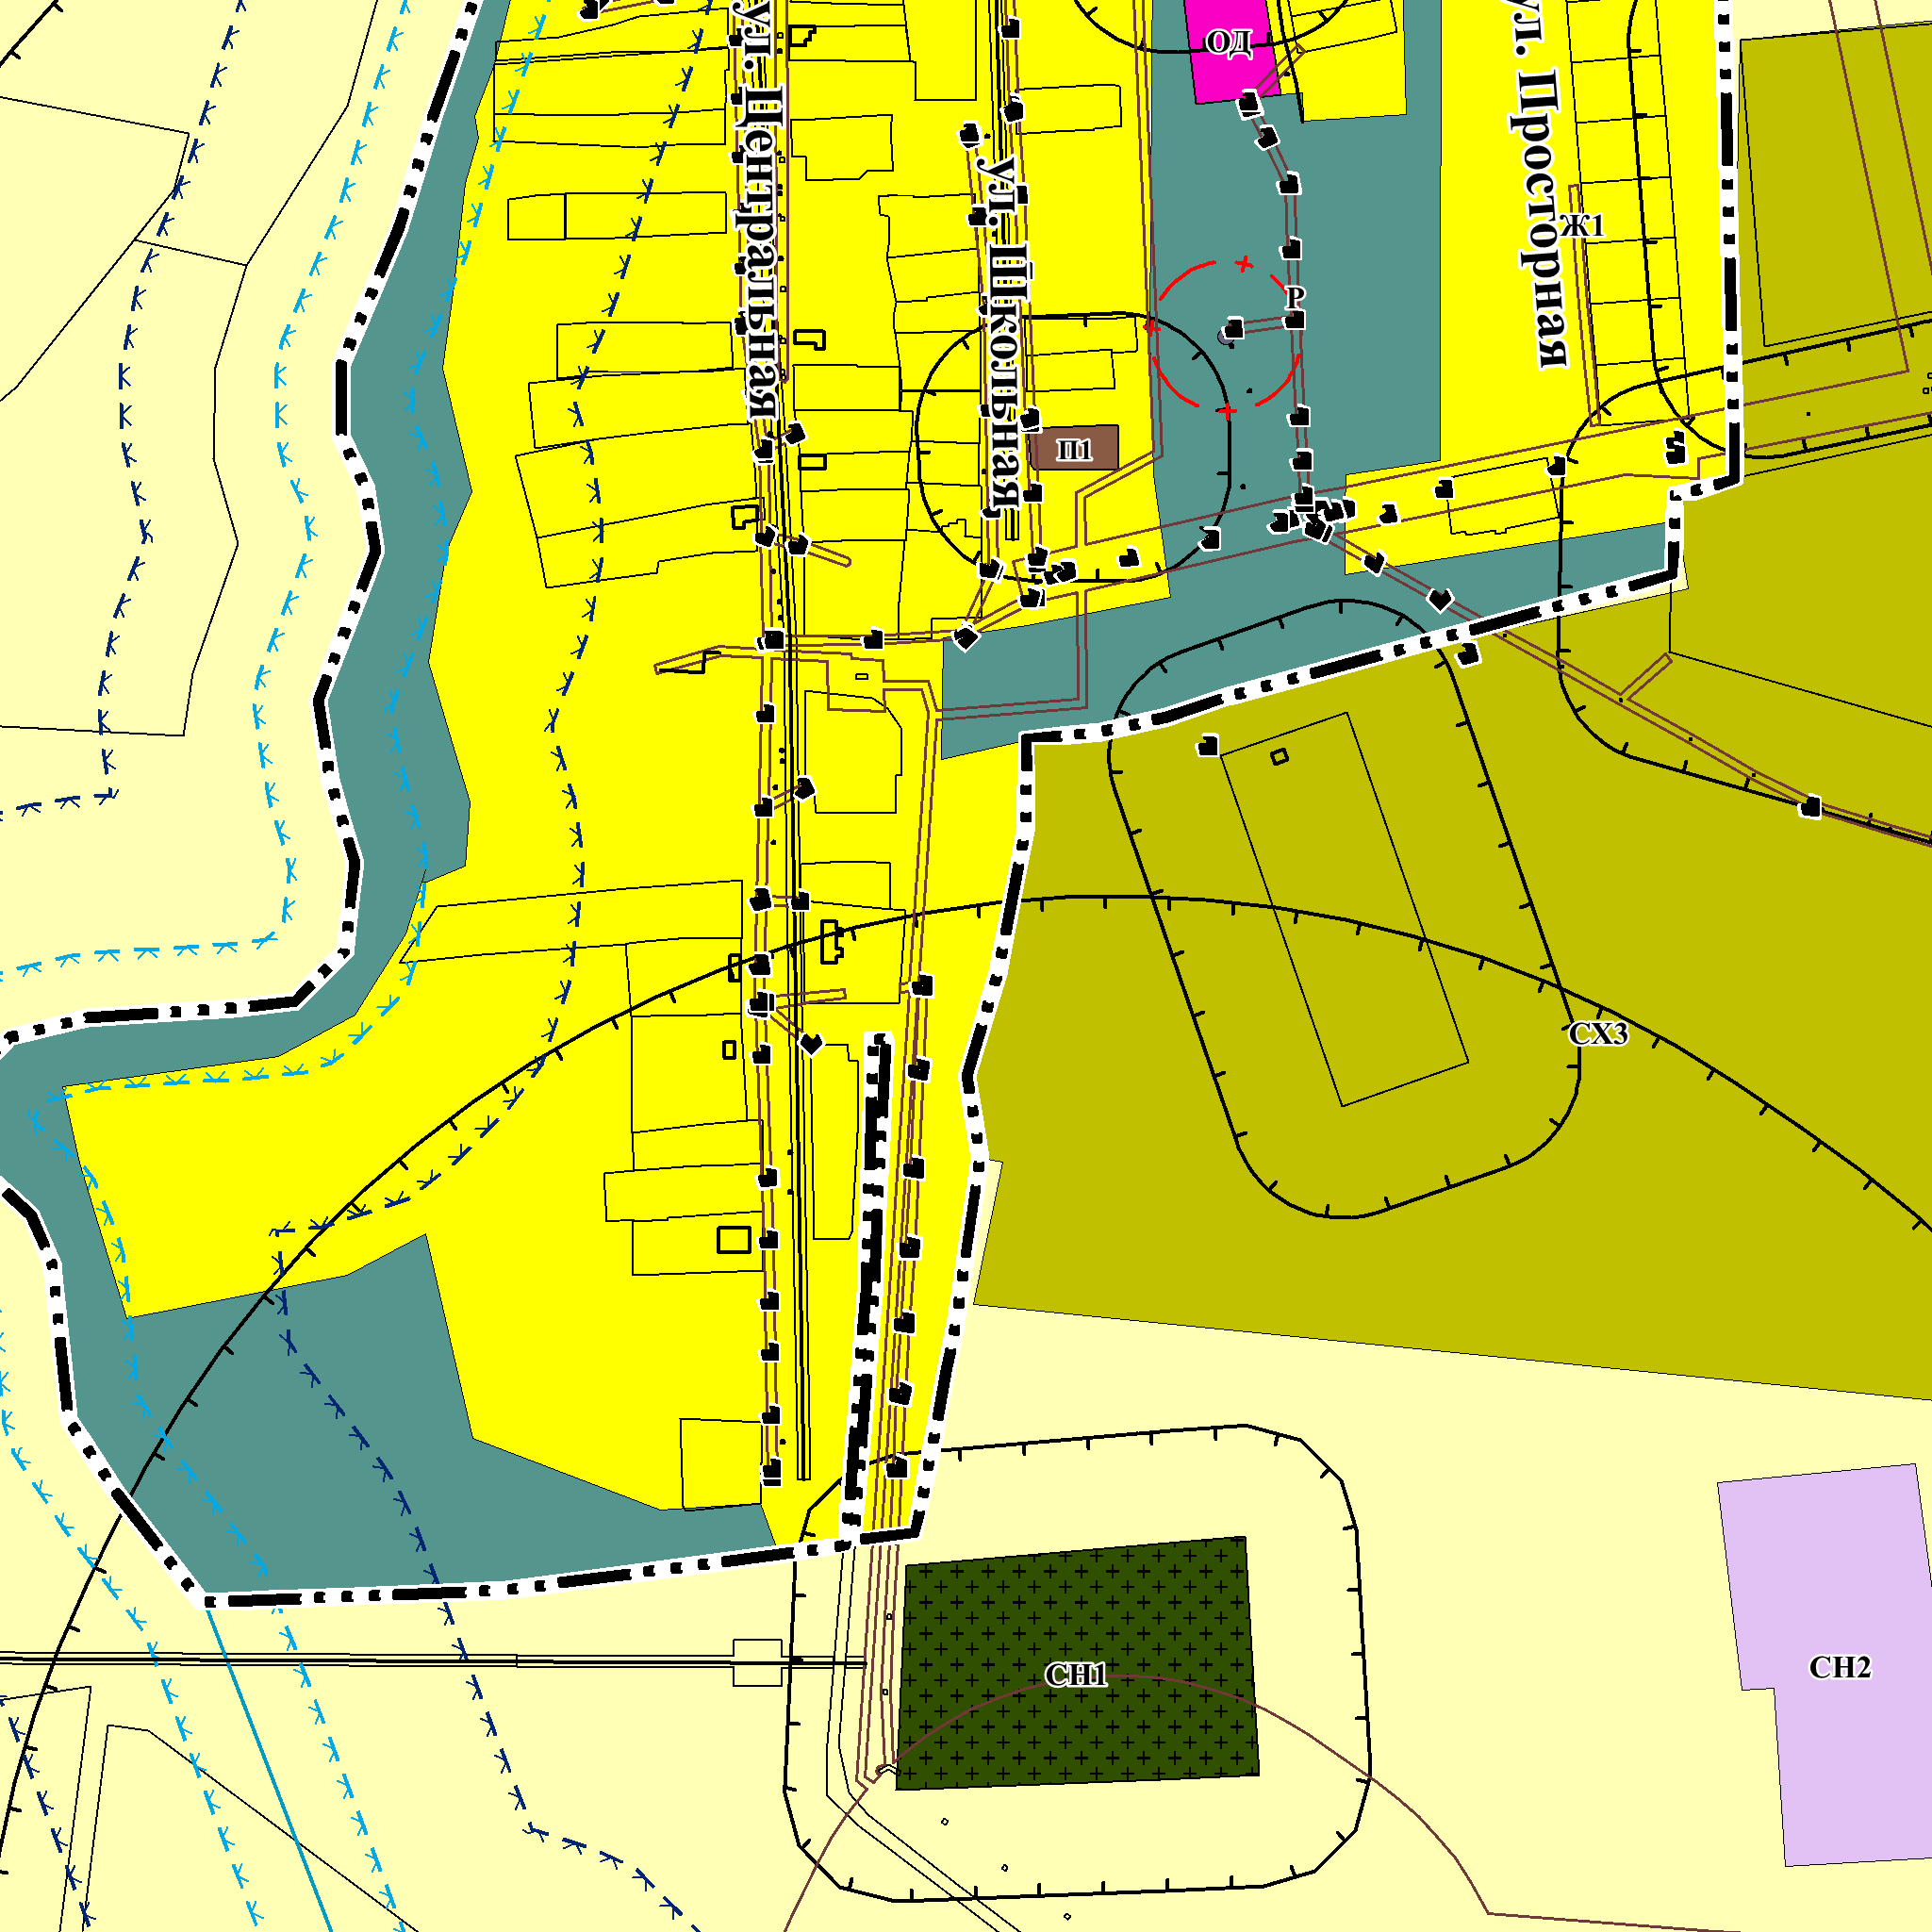 ОД
ул. Центральная
ул. Школьная
ул. Просторная
Ж1
Р
П1
СХ3
СН1
СН2